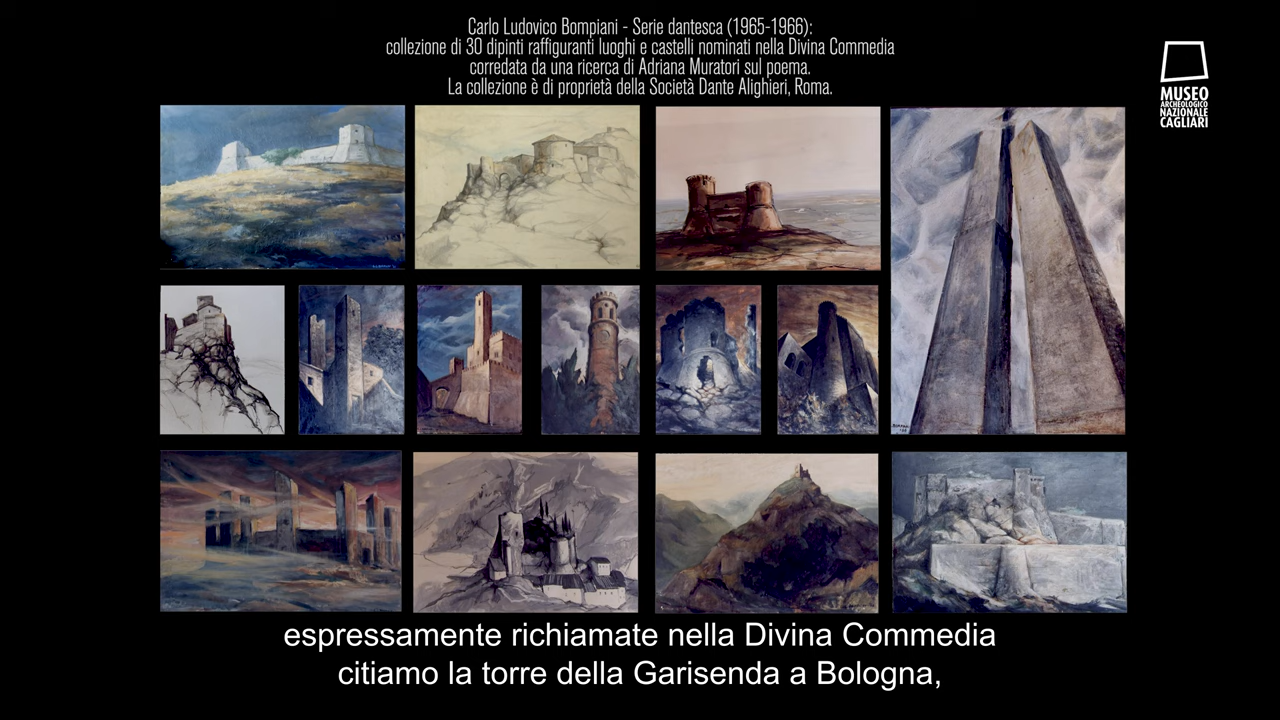 Carlo Ludovico Bompiani - Serie dantesca (1965-1966):
collezione di 30 dipinti raffiguranti luoghi e castelli nominati nella Divina Commedia
corredata da una ricerca di Adriana Muratori sul poema.
La collezione è di proprietà della Società Dante Alighieri, Roma.
MUSEO
ARCHEOLOGICO
NAZIONALE
CAGLIARI
espressamente richiamate nella Divina Commedia
citiamo la torre della Garisenda a Bologna,